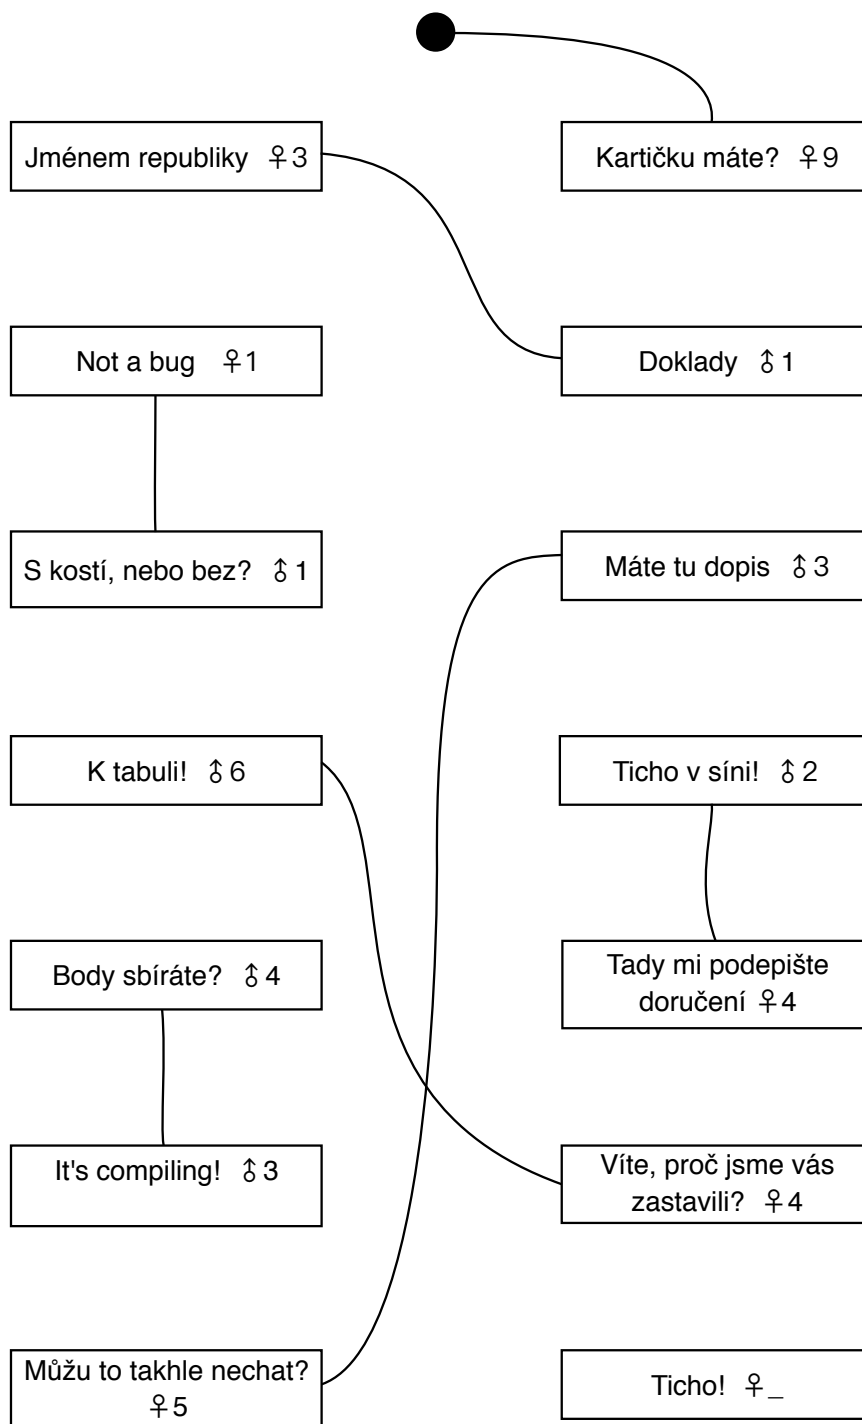 Jménem republiky ♀3
Kartičku máte? ♀9
Not a bug ♀1
Doklady ♂1
S kostí, nebo bez? ♂1
Máte tu dopis ♂3
K tabuli! ♂6
Ticho v síni! ♂2
Body sbíráte? ♂4
Tady mi podepište
doručení ♀4
It's compiling! ♂3
Víte, proč jsme vás
zastavili? ♀4
Můžu to takhle nechat?
♀5
Ticho! ♀_